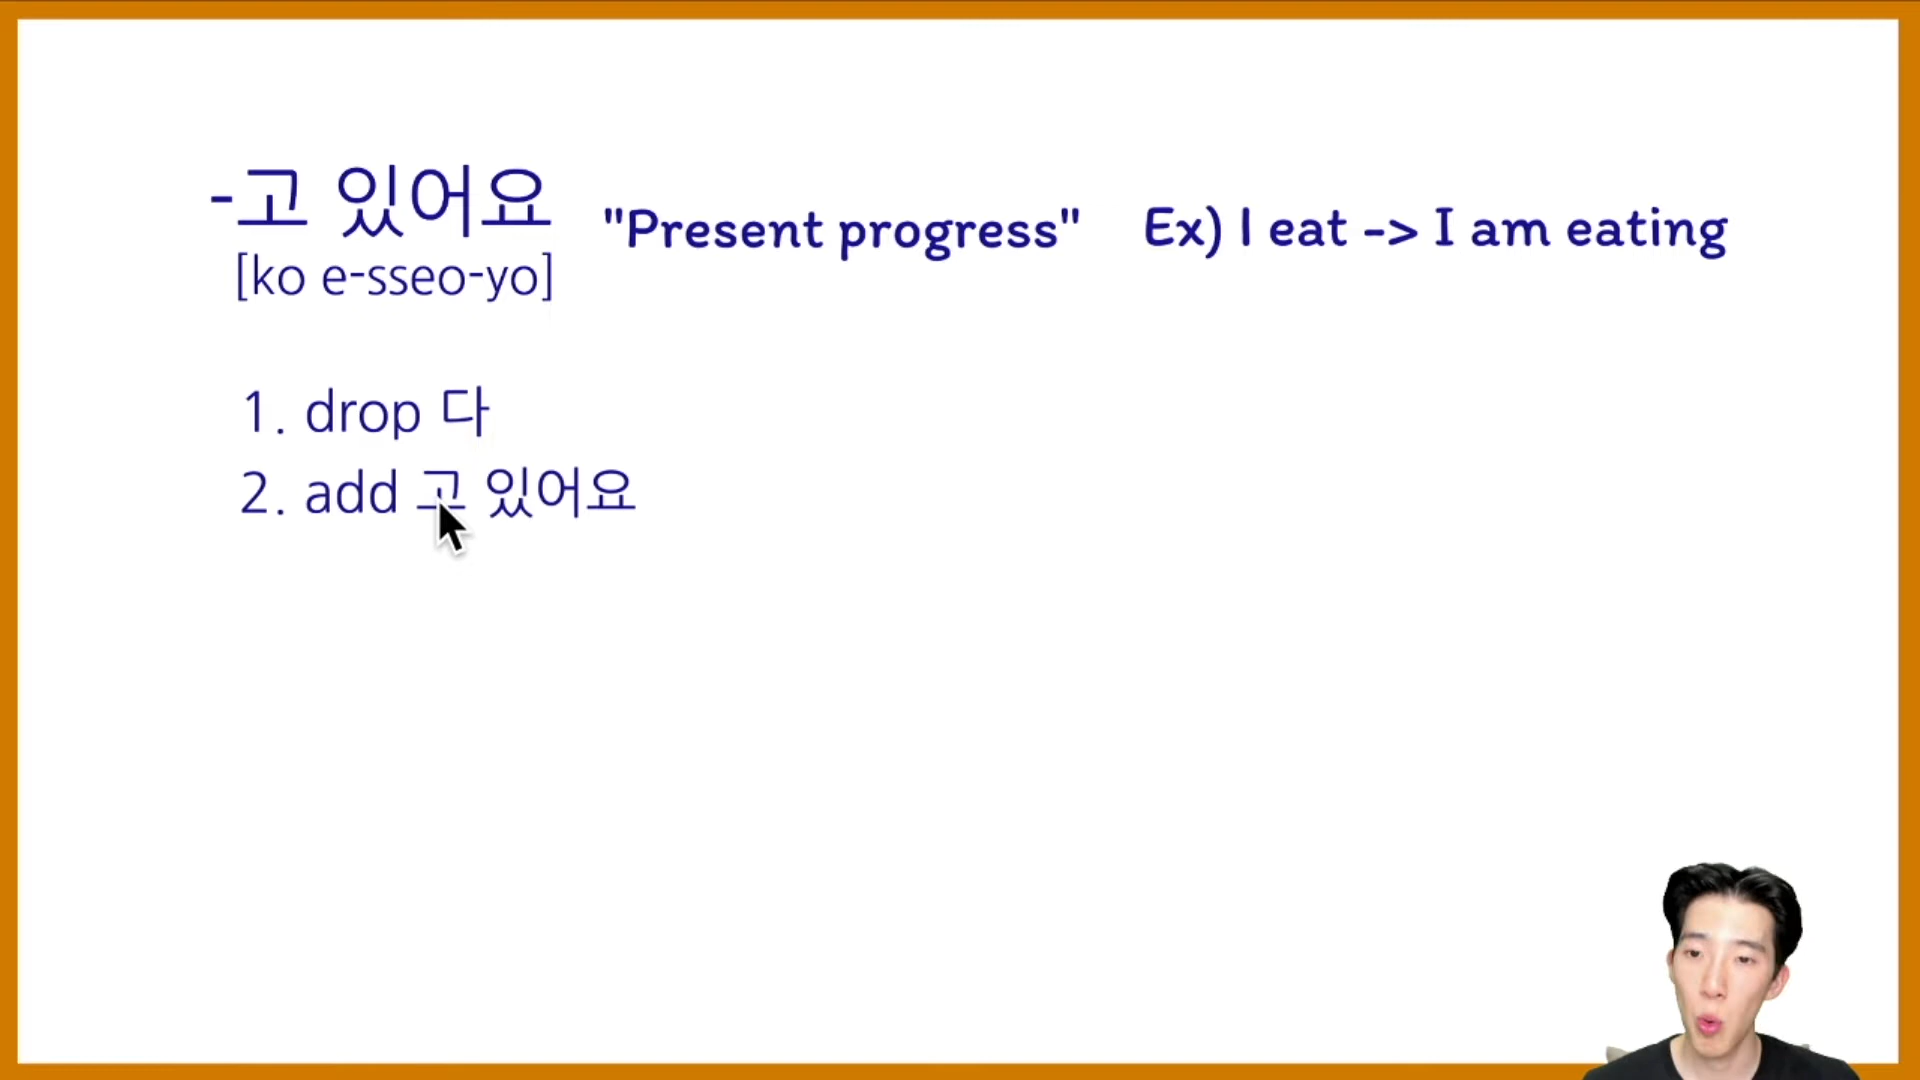 -고 있어요 "Present progress" Ex) I eat -> I am eating
[ko e-sseo-yo]
1. drop 다
2. add 고 있어요